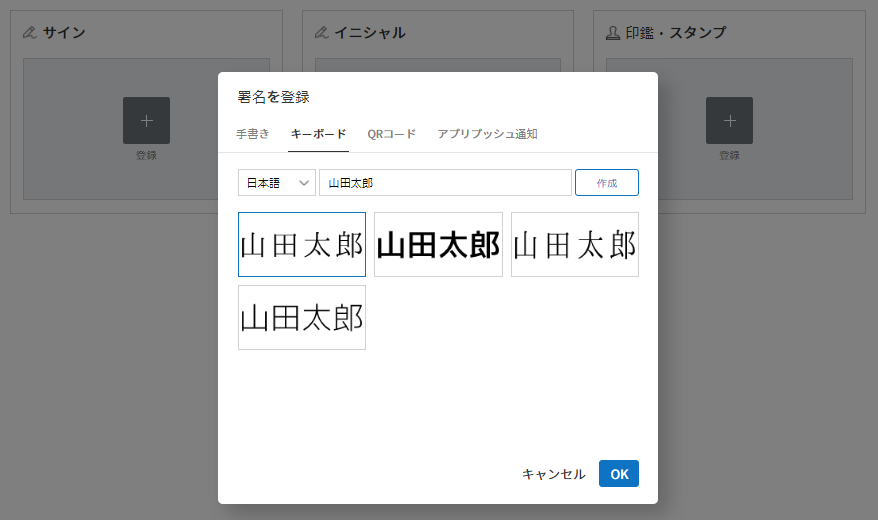 サイン
イニシャル
印鑑・スタンプ
登録
登録
署名を登録
手書き キーボード QRコード アプリプッシュ通知
日本語 山田太郎 作成
山田太郎 山田太郎 山田太郎
山田太郎
キャンセル OK